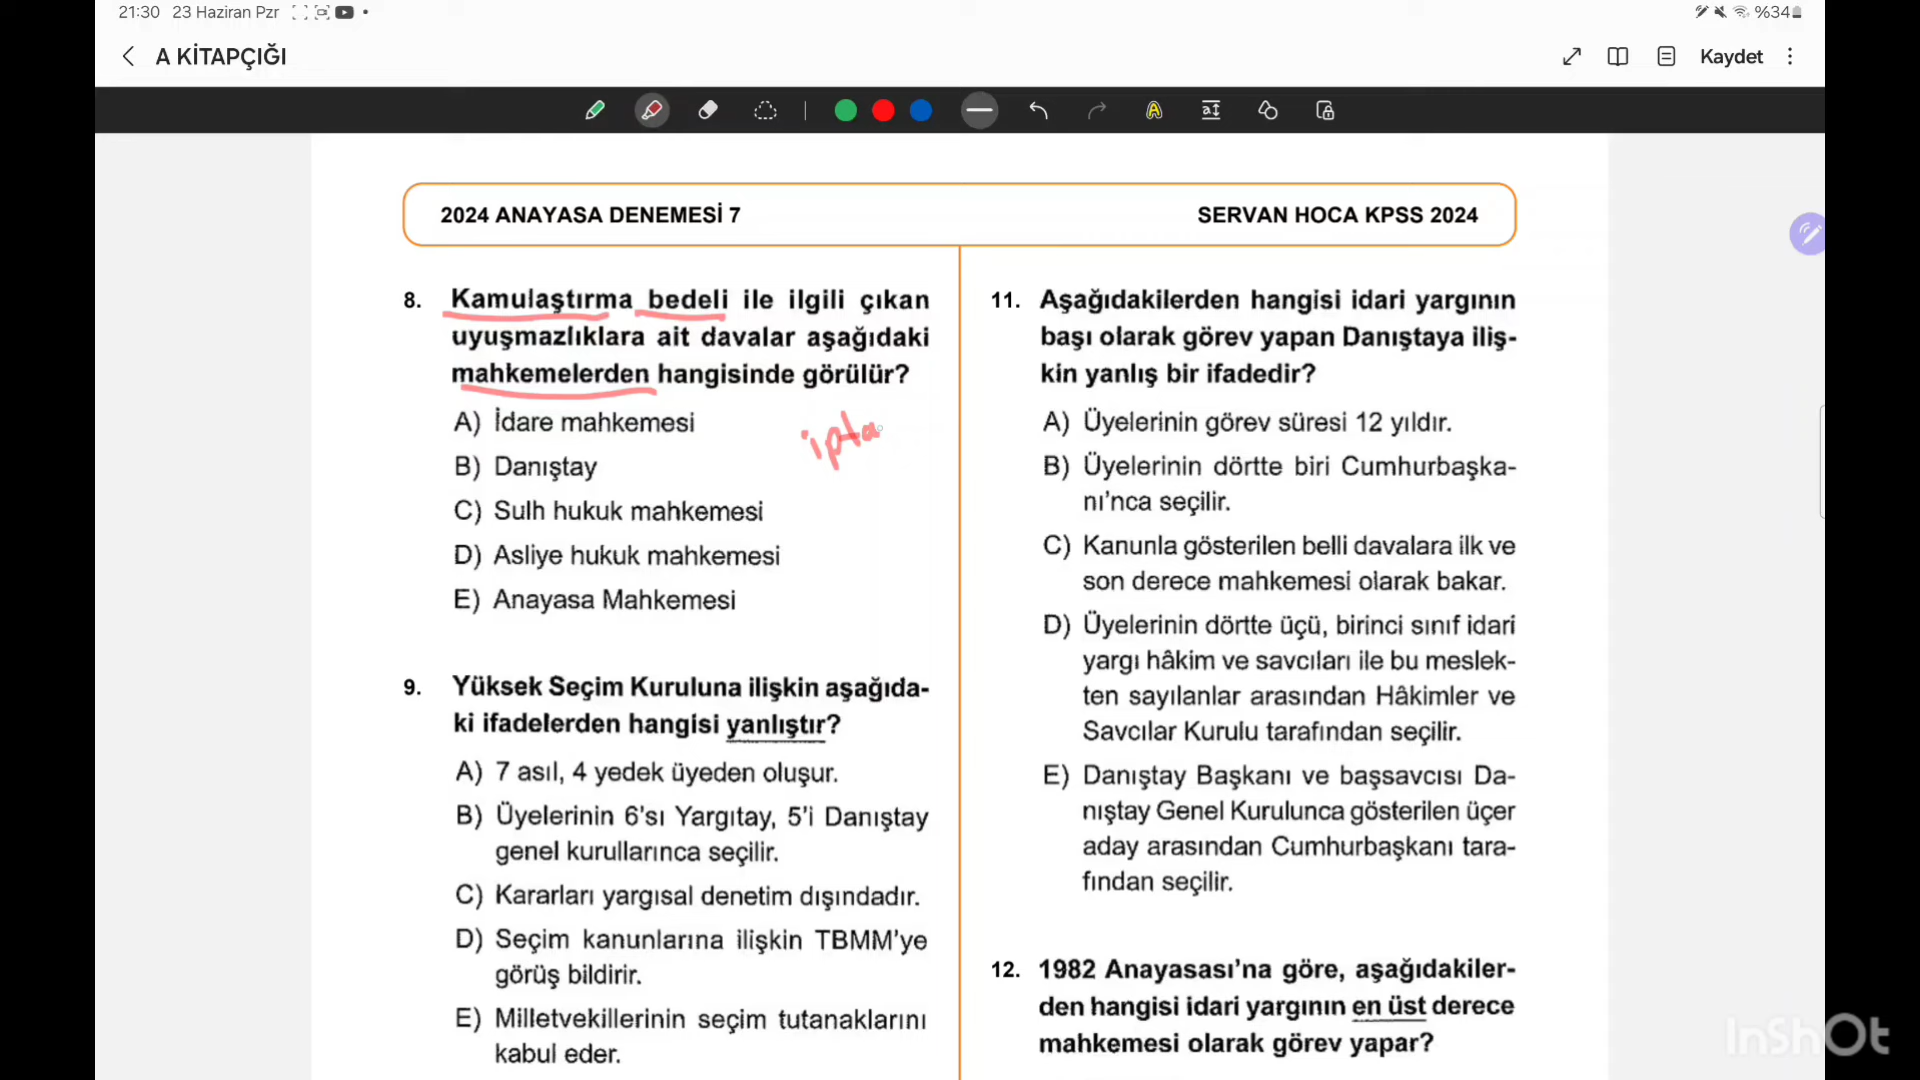 21:30 23 Haziran Pzr
%34
A KİTAPÇIĞI
Kaydet
2024 ANAYASA DENEMESİ 7
SERVAN HOCA KPSS 2024
8. Kamulaştırma bedeli ile ilgili çıkan
uyuşmazlıklara ait davalar aşağıdaki
mahkemelerden hangisinde görülür?
A) İdare mahkemesi
B) Danıştay
C) Sulh hukuk mahkemesi
D) Asliye hukuk mahkemesi
E) Anayasa Mahkemesi
ipta
9. Yüksek Seçim Kuruluna ilişkin aşağıda-
ki ifadelerden hangisi yanlıştır?
A) 7 asıl, 4 yedek üyeden oluşur.
B) Üyelerinin 6’sı Yargıtay, 5’i Danıştay
genel kurullarınca seçilir.
C) Kararları yargısal denetim dışındadır.
D) Seçim kanunlarına ilişkin TBMM’ye
görüş bildirir.
E) Milletvekillerinin seçim tutanaklarını
kabul eder.
11. Aşağıdakilerden hangisi idari yargının
başı olarak görev yapan Danıştaya iliş-
kin yanlış bir ifadedir?
A) Üyelerinin görev süresi 12 yıldır.
B) Üyelerinin dörtte biri Cumhurbaşka-
nı’nca seçilir.
C) Kanunla gösterilen belli davalara ilk ve
son derece mahkemesi olarak bakar.
D) Üyelerinin dörtte üçü, birinci sınıf idari
yargı hâkim ve savcıları ile bu meslek-
ten sayılanlar arasından Hâkimler ve
Savcılar Kurulu tarafından seçilir.
E) Danıştay Başkanı ve başsavcısı Da-
nıştay Genel Kurulunca gösterilen üçer
aday arasından Cumhurbaşkanı tara-
fından seçilir.
12. 1982 Anayasası’na göre, aşağıdakiler-
den hangisi idari yargının en üst derece
mahkemesi olarak görev yapar?
InShOt